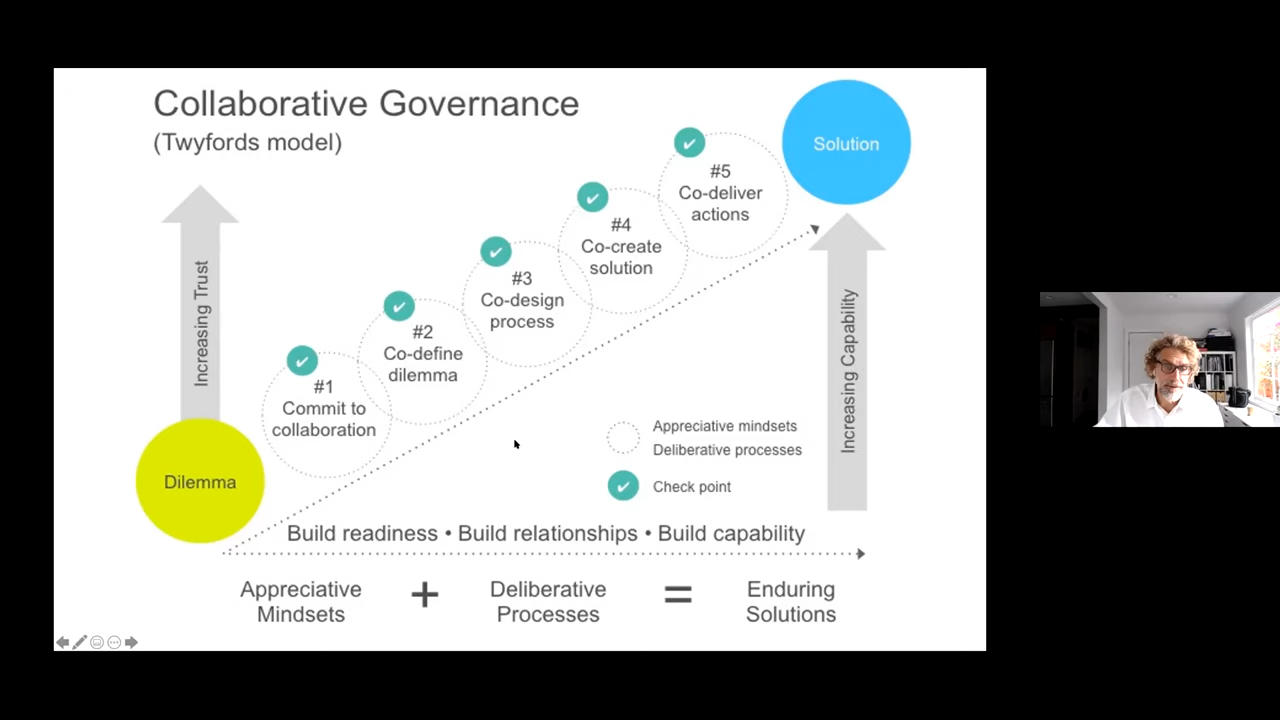 Collaborative Governance
(Twyfords model)
Solution
#5
Co-deliver
actions
#4
Co-create
solution
#3
Co-design
process
#2
Co-define
dilemma
#1
Commit to
collaboration
Increasing Trust
Dilemma
Increasing Capability
Appreciative mindsets
Deliberative processes
Check point
Build readiness • Build relationships • Build capability
Appreciative
Mindsets
+
Deliberative
Processes
=
Enduring
Solutions